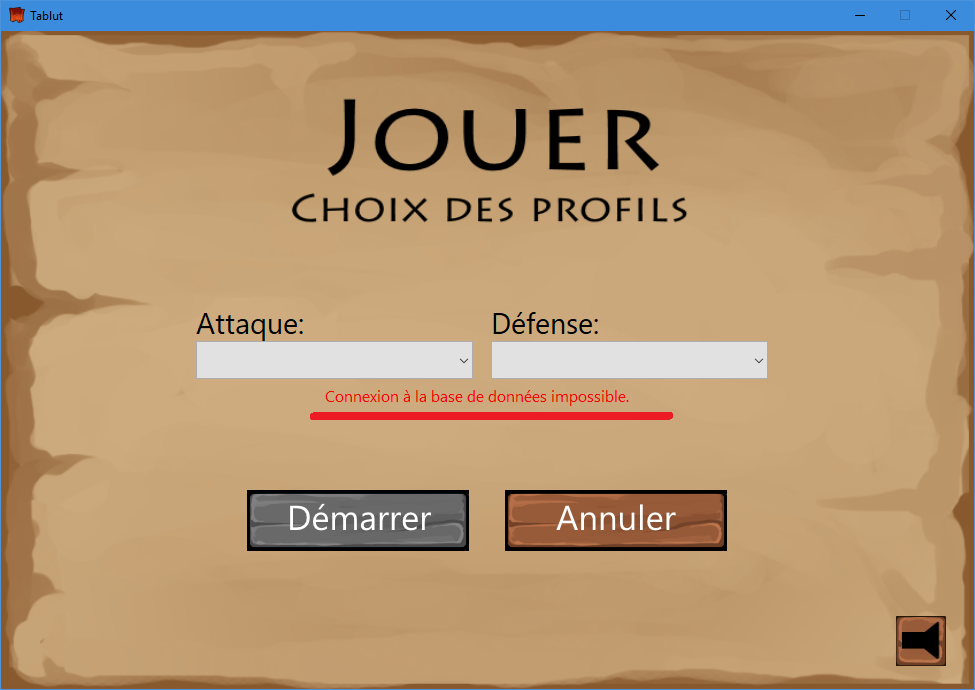 Tablut
JOUER
CHOIX DES PROFILS
Attaque:
Défense:
Connexion à la base de données impossible.
Démarrer
Annuler